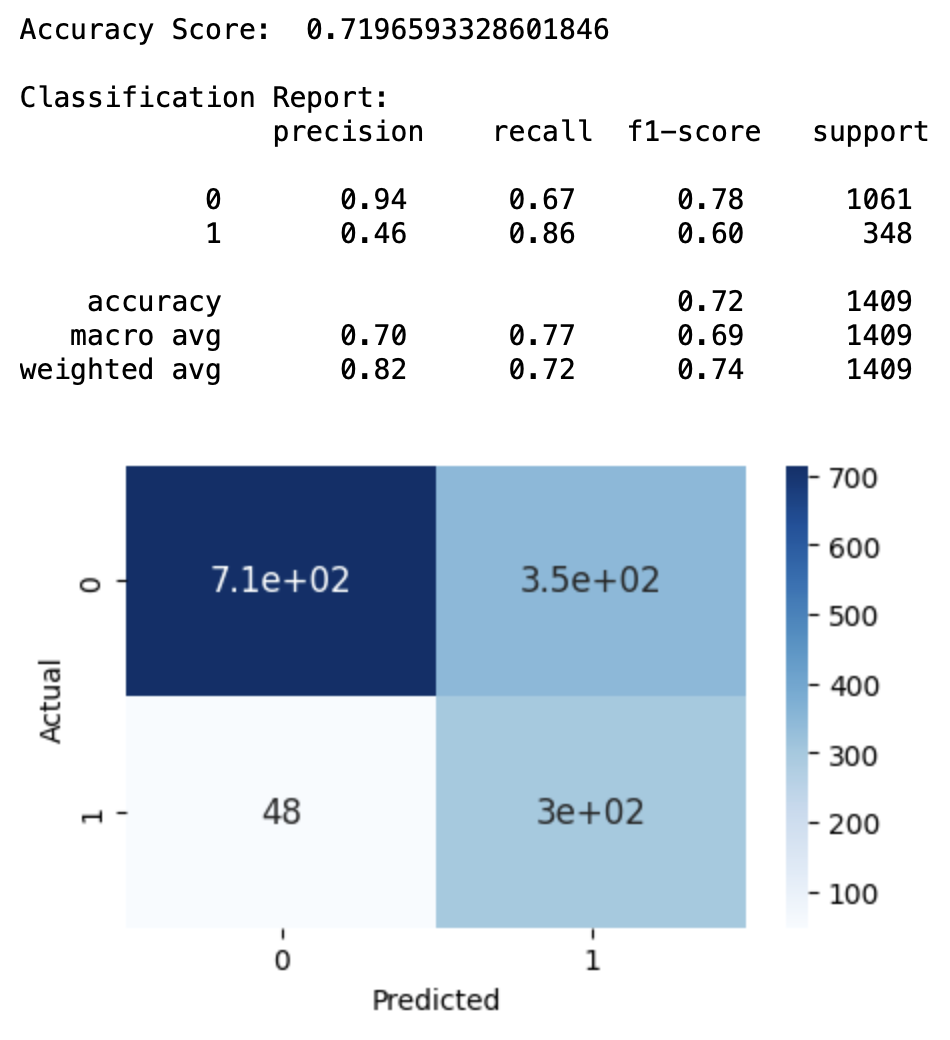 Accuracy Score:  0.7196593328601846
Classification Report:
precision recall f1-score support
0 0.94 0.67 0.78 1061
1 0.46 0.86 0.60 348
accuracy 0.72 1409
macro avg 0.70 0.77 0.69 1409
weighted avg 0.82 0.72 0.74 1409
700
600
500
400
300
200
100
0
7.1e+02 3.5e+02
Actual
1
48 3e+02
0 1
Predicted